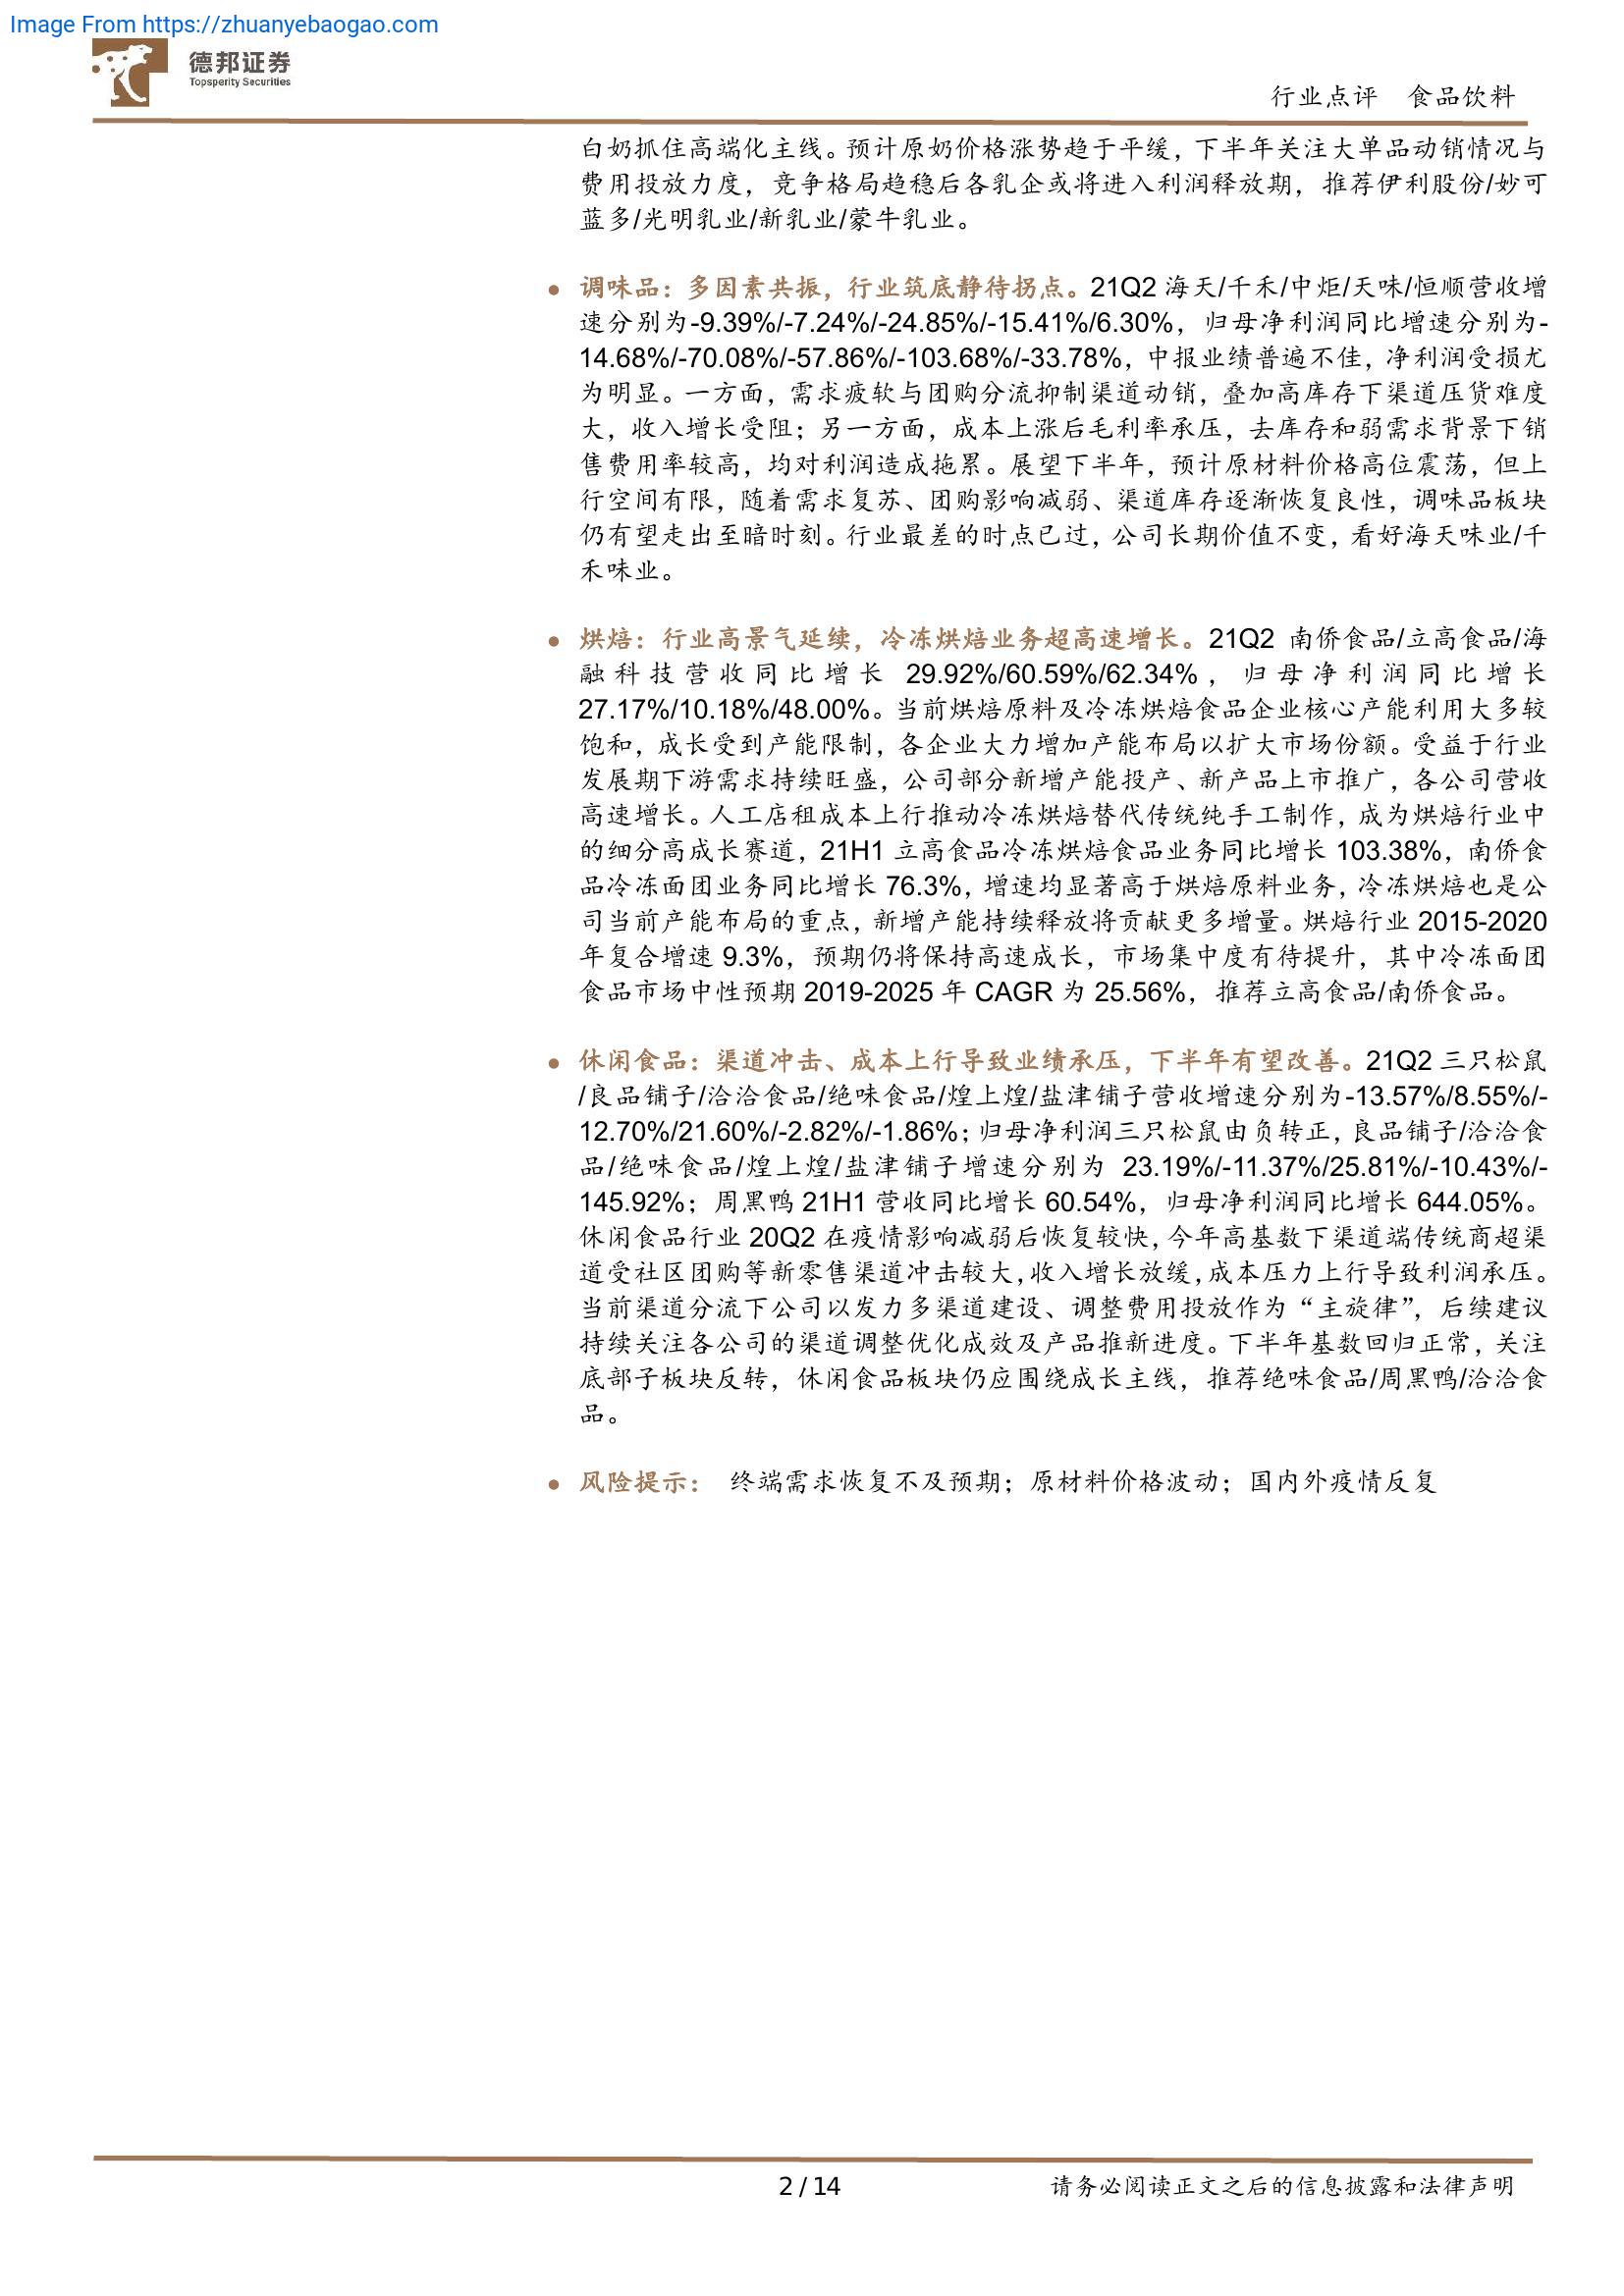 Image From https://zhuanyebaogao.com
德邦证券
Topsperity Securities
行业点评 食品饮料
白奶抓住高端化主线。预计原奶价格涨势趋于平缓，下半年关注大单品动销情况与
费用投放力度，竞争格局趋稳后各乳企或将进入利润释放期，推荐伊利股份/妙可
蓝多/光明乳业/新乳业/蒙牛乳业。
● 调味品：多因素共振，行业筑底静待拐点。21Q2 海天/千禾/中炬/天味/恒顺营收增
速分别为-9.39%/-7.24%/-24.85%/-15.41%/6.30%，归母净利润同比增速分别为-
14.68%/-70.08%/-57.86%/-103.68%/-33.78%，中报业绩普遍不佳，净利润受损尤
为明显。一方面，需求疲软与团购分流抑制渠道动销，叠加高库存下渠道压货难度
大，收入增长受阻；另一方面，成本上涨后毛利率承压，去库存和弱需求背景下销
售费用率较高，均对利润造成拖累。展望下半年，预计原材料价格高位震荡，但上
行空间有限，随着需求复苏、团购影响减弱、渠道库存逐渐恢复良性，调味品板块
仍有望走出至暗时刻。行业最差的时点已过，公司长期价值不变，看好海天味业/千
禾味业。
● 烘焙：行业高景气延续，冷冻烘焙业务超高速增长。21Q2 南侨食品/立高食品/海
融科技营收同比增长 29.92%/60.59%/62.34%，归母净利润同比增长
27.17%/10.18%/48.00%。当前烘焙原料及冷冻烘焙食品企业核心产能利用大多较
饱和，成长受到产能限制，各企业大力增加产能布局以扩大市场份额。受益于行业
发展期下游需求持续旺盛，公司部分新增产能投产、新产品上市推广，各公司营收
高速增长。人工店租成本上行推动冷冻烘焙替代传统纯手工制作，成为烘焙行业中
的细分高成长赛道，21H1 立高食品冷冻烘焙食品业务同比增长 103.38%，南侨食
品冷冻面团业务同比增长 76.3%，增速均显著高于烘焙原料业务，冷冻烘焙也是公
司当前产能布局的重点，新增产能持续释放将贡献更多增量。烘焙行业 2015-2020
年复合增速 9.3%，预期仍将保持高速成长，市场集中度有待提升，其中冷冻面团
食品市场中性预期 2019-2025 年 CAGR 为 25.56%，推荐立高食品/南侨食品。
● 休闲食品：渠道冲击、成本上行导致业绩承压，下半年有望改善。21Q2 三只松鼠
/良品铺子/洽洽食品/绝味食品/煌上煌/盐津铺子营收增速分别为-13.57%/8.55%/-
12.70%/21.60%/-2.82%/-1.86%；归母净利润三只松鼠由负转正，良品铺子/洽洽食
品/绝味食品/煌上煌/盐津铺子增速分别为 23.19%/-11.37%/25.81%/-10.43%/-
145.92%；周黑鸭 21H1 营收同比增长 60.54%，归母净利润同比增长 644.05%。
休闲食品行业 20Q2 在疫情影响减弱后恢复较快，今年高基数下渠道端传统商超渠
道受社区团购等新零售渠道冲击较大，收入增长放缓，成本压力上行导致利润承压。
当前渠道分流下公司以发力多渠道建设、调整费用投放作为“主旋律”，后续建议
持续关注各公司的渠道调整优化成效及产品推新进度。下半年基数回归正常，关注
底部子板块反转，休闲食品板块仍应围绕成长主线，推荐绝味食品/周黑鸭/洽洽食
品。
● 风险提示： 终端需求恢复不及预期；原材料价格波动；国内外疫情反复
2 / 14
请务必阅读正文之后的信息披露和法律声明